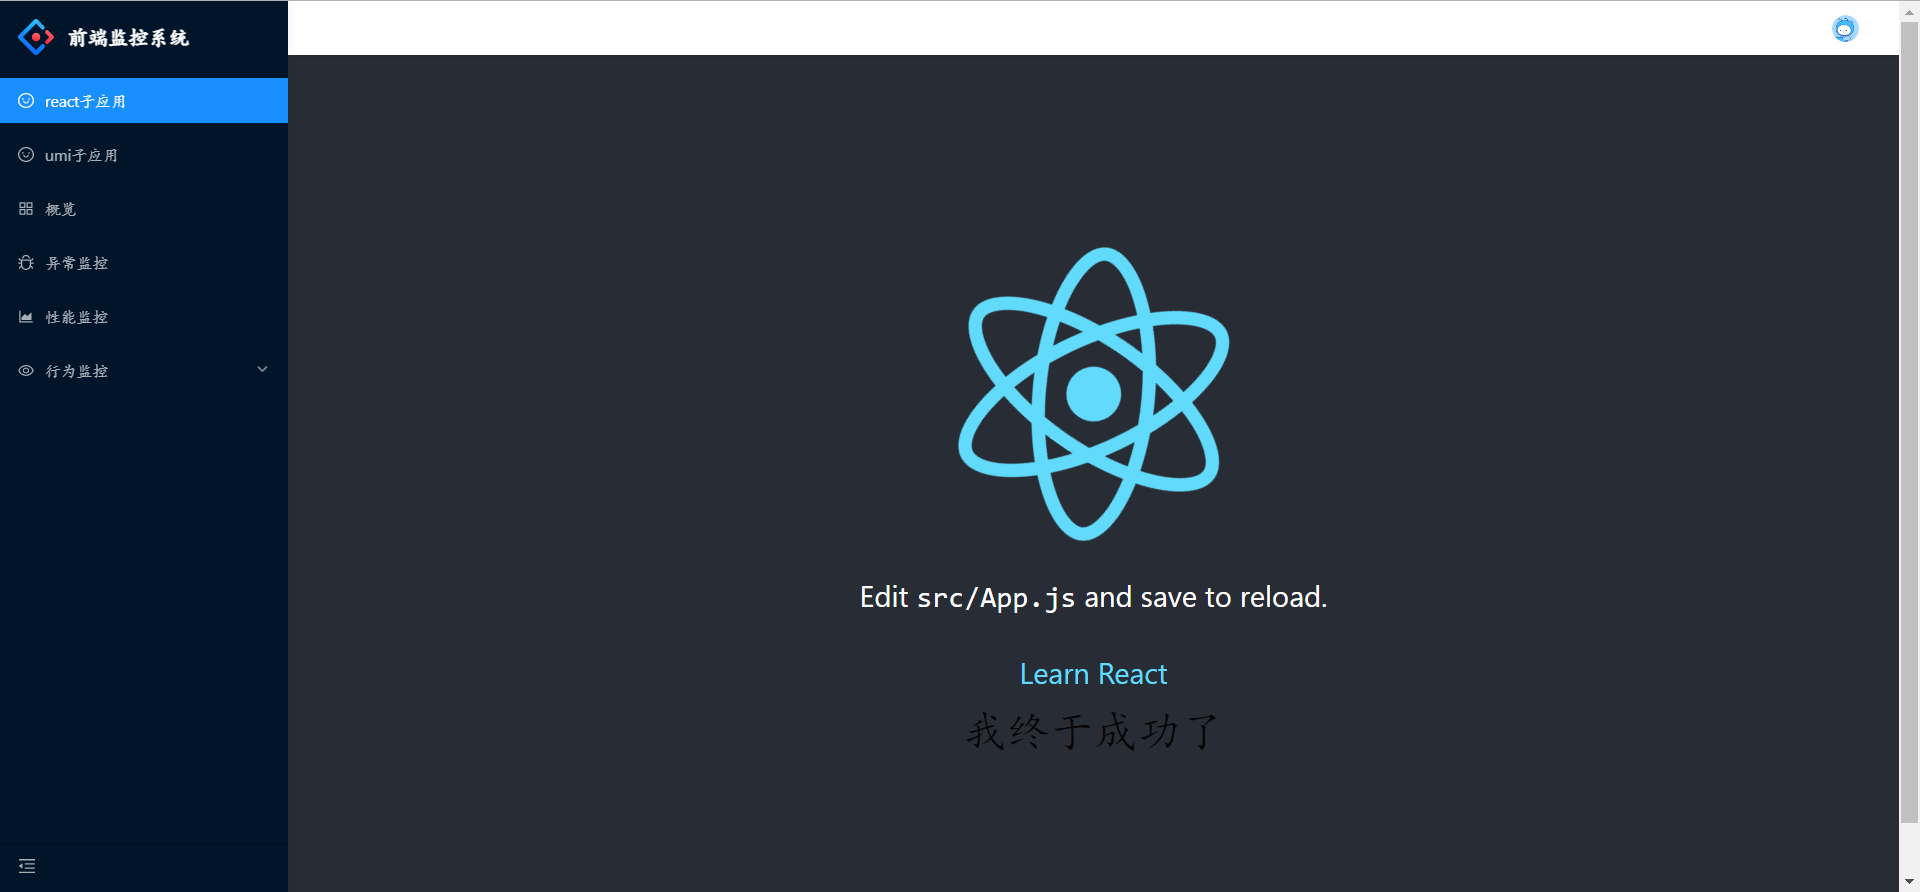 前端监控系统
react子应用
umi子应用
概览
异常监控
性能监控
行为监控
Edit src/App.js and save to reload.
Learn React
我终于成功了